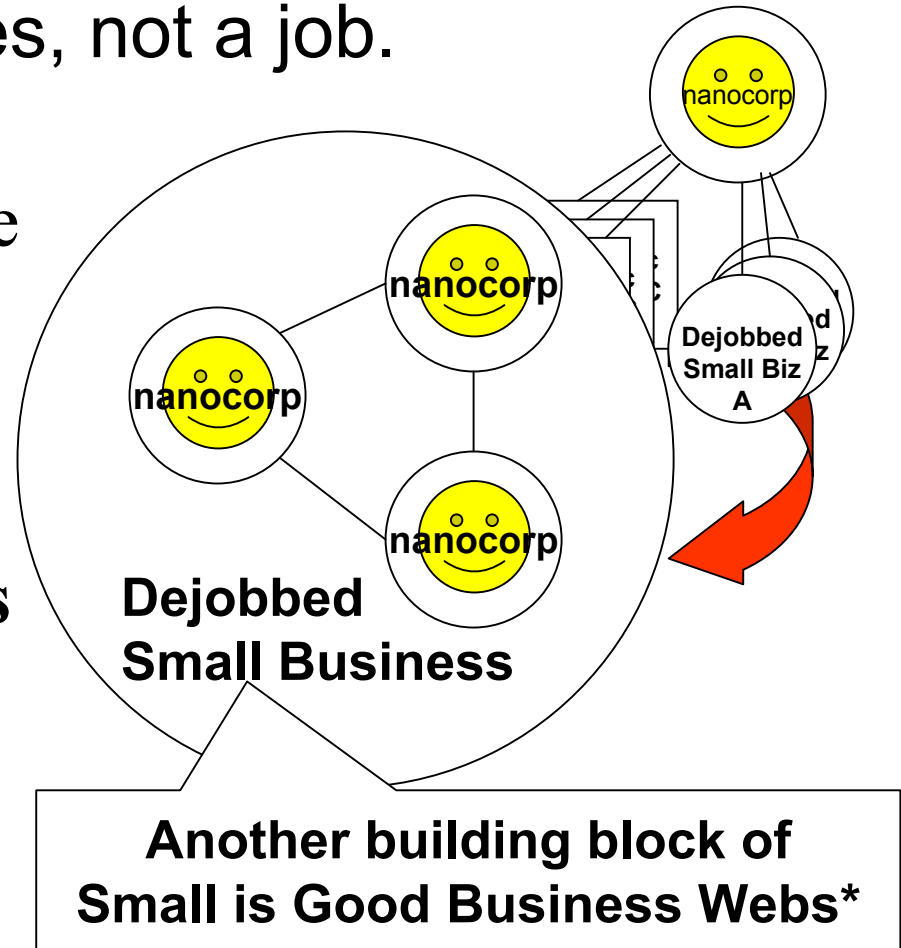 es, not a job.
nanocorp
e
nanocorp
Dejobbed
Small Biz
A
d
z
nanocorp
nanocorp
s
Dejobbed
Small Business
Another building block of
Small is Good Business Webs*